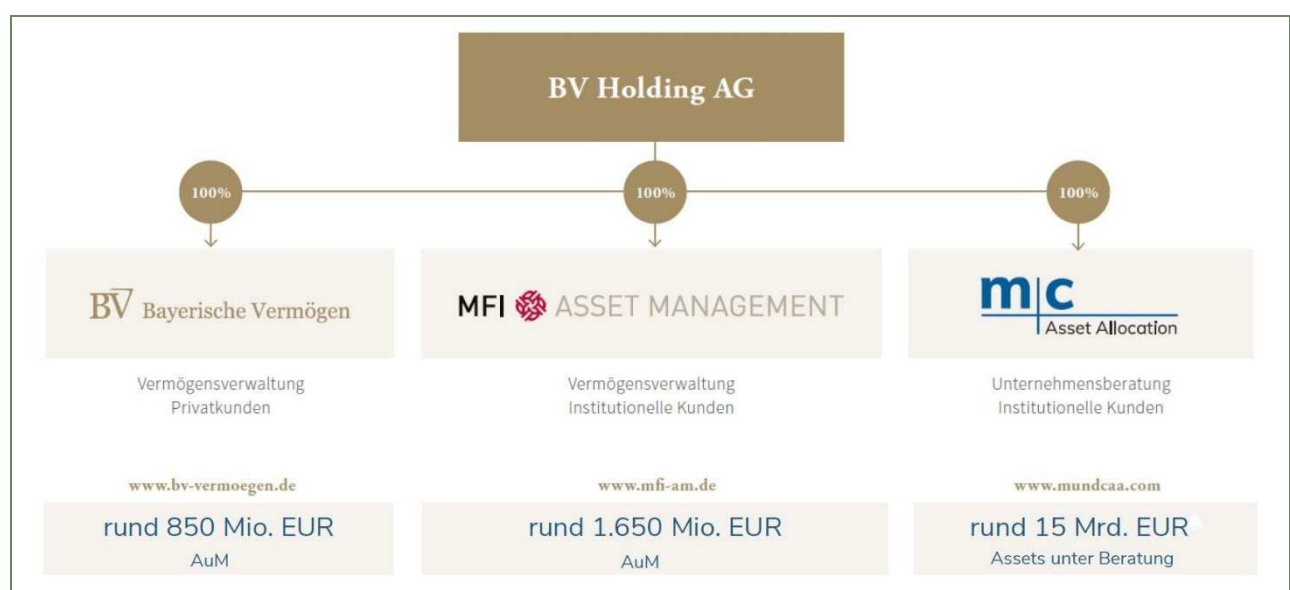 BV Holding AG
100%
100%
100%
BV Bayerische Vermögen
MFI ASSET MANAGEMENT
m|c
Asset Allocation
Vermögensverwaltung
Privatkunden
Vermögensverwaltung
Institutionelle Kunden
Unternehmensberatung
Institutionelle Kunden
www.bv-vermoegen.de
www.mfi-am.de
www.mundcaa.com
rund 850 Mio. EUR
AuM
rund 1.650 Mio. EUR
AuM
rund 15 Mrd. EUR
Assets unter Beratung